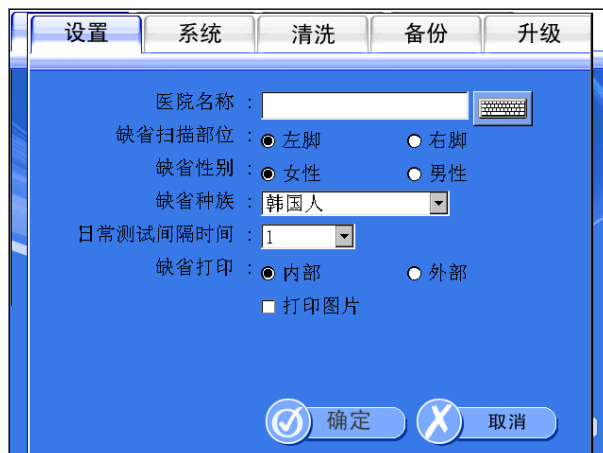 设置 系统 清洗 备份 升级
医院名称 :
缺省扫描部位 : 左脚 右脚
缺省性别 : 女性 男性
缺省种族 : 韩国人
日常测试间隔时间 : 1
缺省打印 : 内部 外部
打印图片
确定 取消